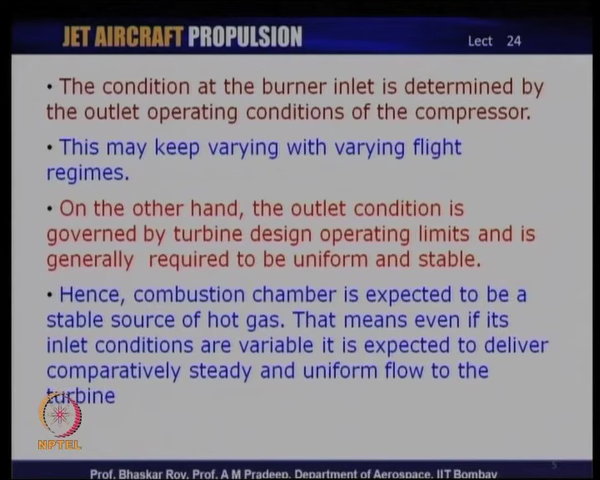 JET AIRCRAFT PROPULSION
Lect 24
• The condition at the burner inlet is determined by
the outlet operating conditions of the compressor.
• This may keep varying with varying flight
regimes.
• On the other hand, the outlet condition is
governed by turbine design operating limits and is
generally required to be uniform and stable.
• Hence, combustion chamber is expected to be a
stable source of hot gas. That means even if its
inlet conditions are variable it is expected to deliver
comparatively steady and uniform flow to the
turbine
NPTEL
5
Prof. Bhaskar Roy, Prof. A M Pradeep, Department of Aerospace, IIT Bombay